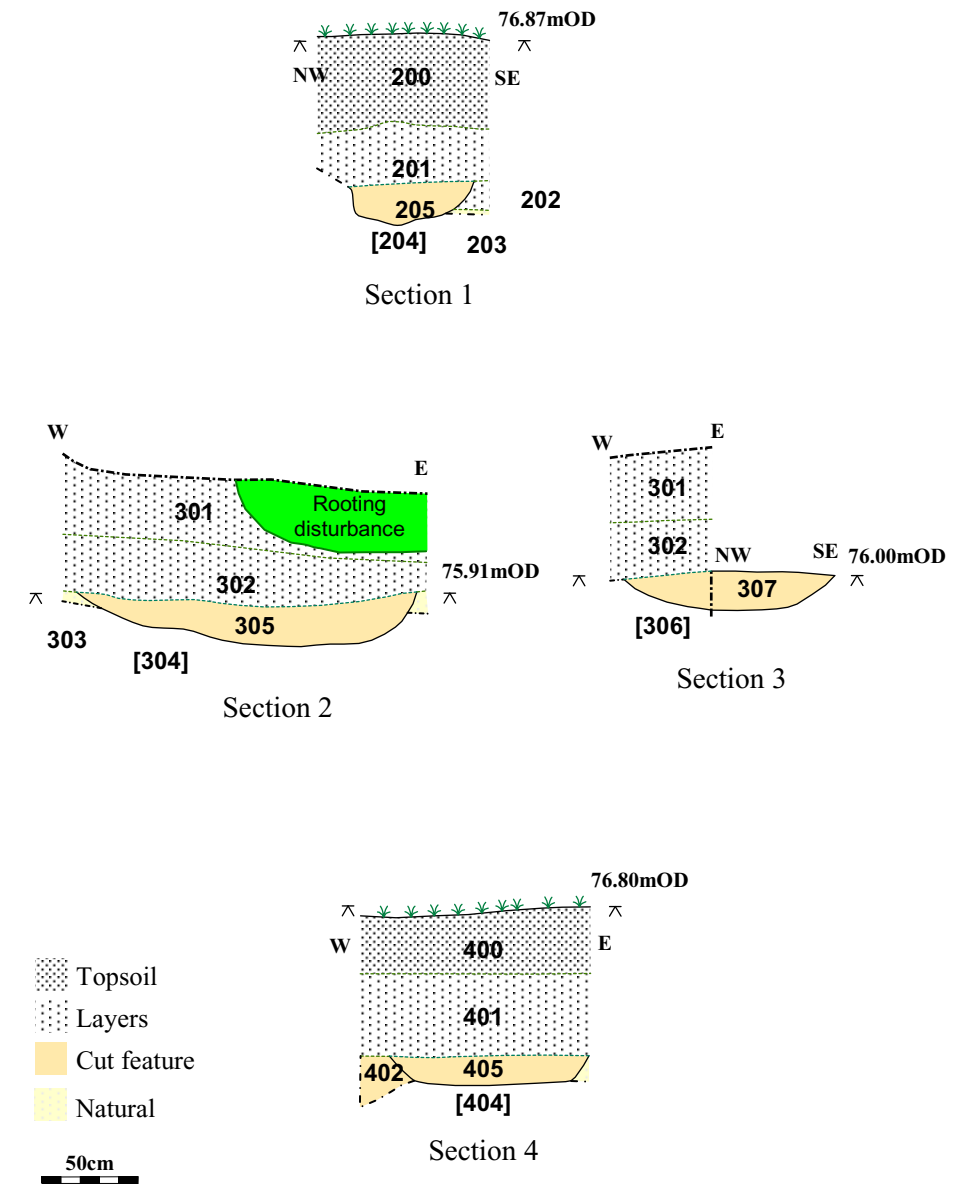 76.87mOD
NW
200
SE
201
205
202
[204]
203
Section 1
W
E
301
Rooting
disturbance
302
75.91mOD
305
303
[304]
Section 2
W
E
301
302
NW
SE
76.00mOD
307
[306]
Section 3
76.80mOD
W
400
E
401
402
405
[404]
Section 4
Topsoil
Layers
Cut feature
Natural
50cm